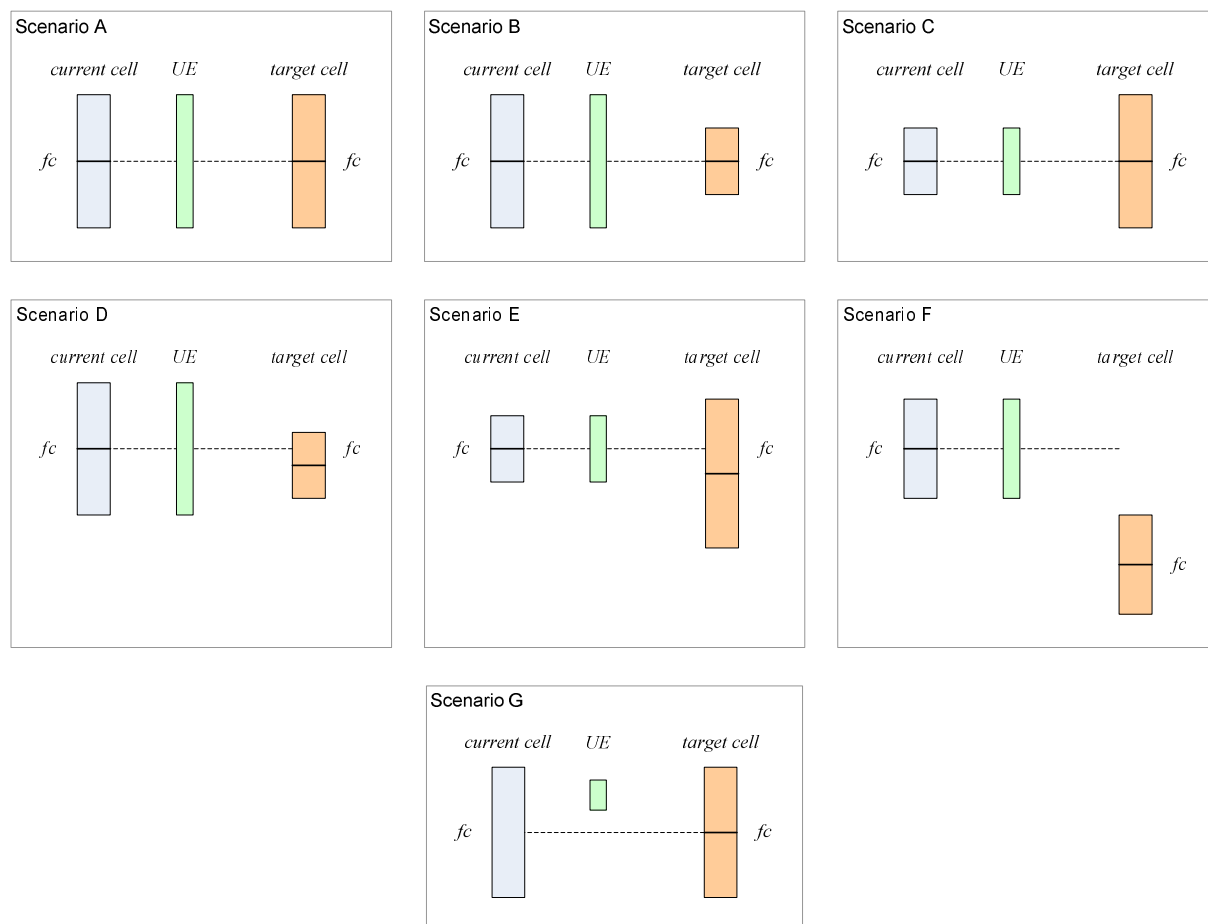 Scenario A
current cell UE target cell
fc fc
Scenario B
current cell UE target cell
fc fc
Scenario C
current cell UE target cell
fc fc
Scenario D
current cell UE target cell
fc fc
Scenario E
current cell UE target cell
fc fc
Scenario F
current cell UE target cell
fc
fc
Scenario G
current cell UE target cell
fc fc